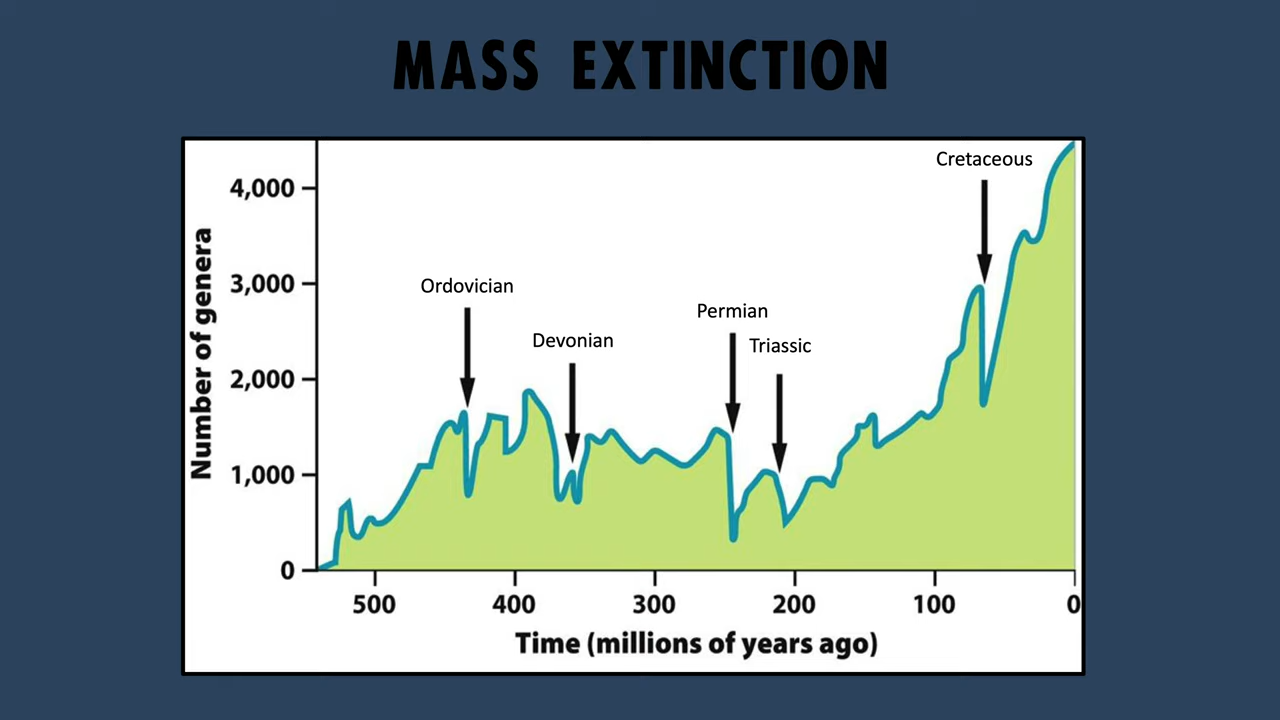 MASS EXTINCTION
Cretaceous
4,000
3,000
Ordovician
Permian
Devonian
Triassic
2,000
1,000
0
Number of genera
500
400
300
200
100
0
Time (millions of years ago)